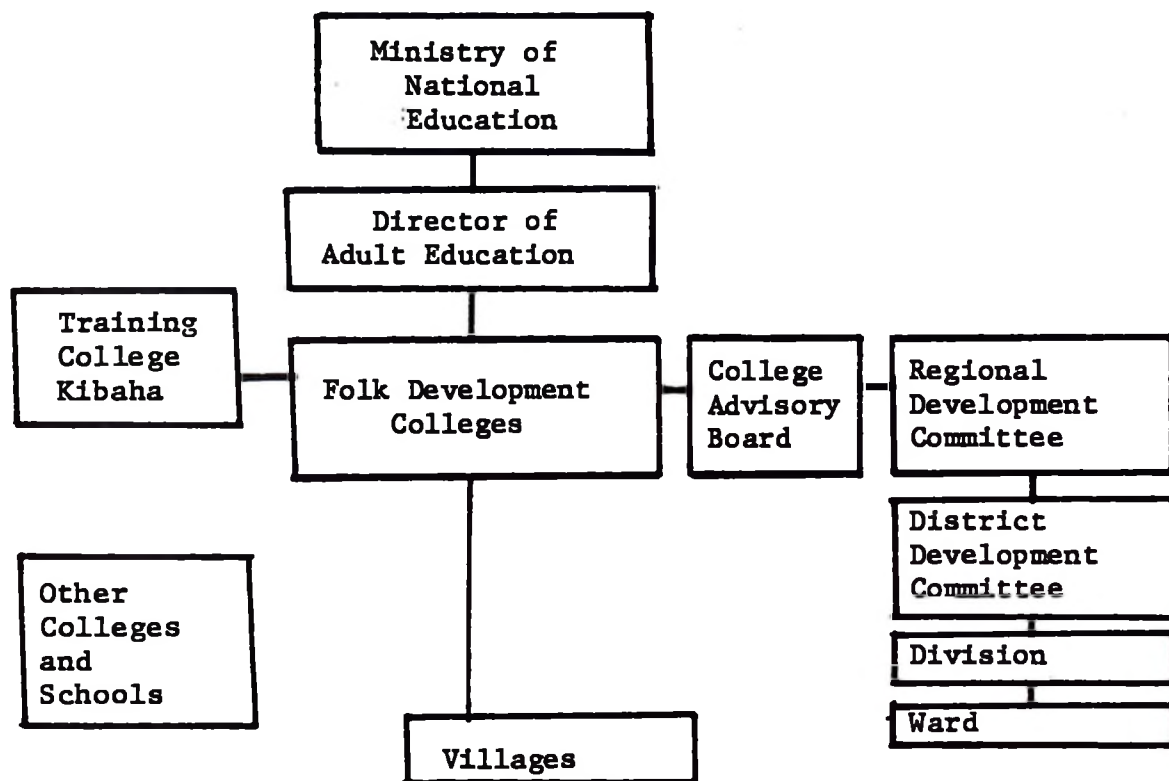 Ministry of
National
Education
Director of
Adult Education
Training
College
Kibaha
Folk Development
Colleges
College
Advisory
Board
Regional
Development
Committee
District
Development
Committee
Division
Ward
Other
Colleges
and
Schools
Villages